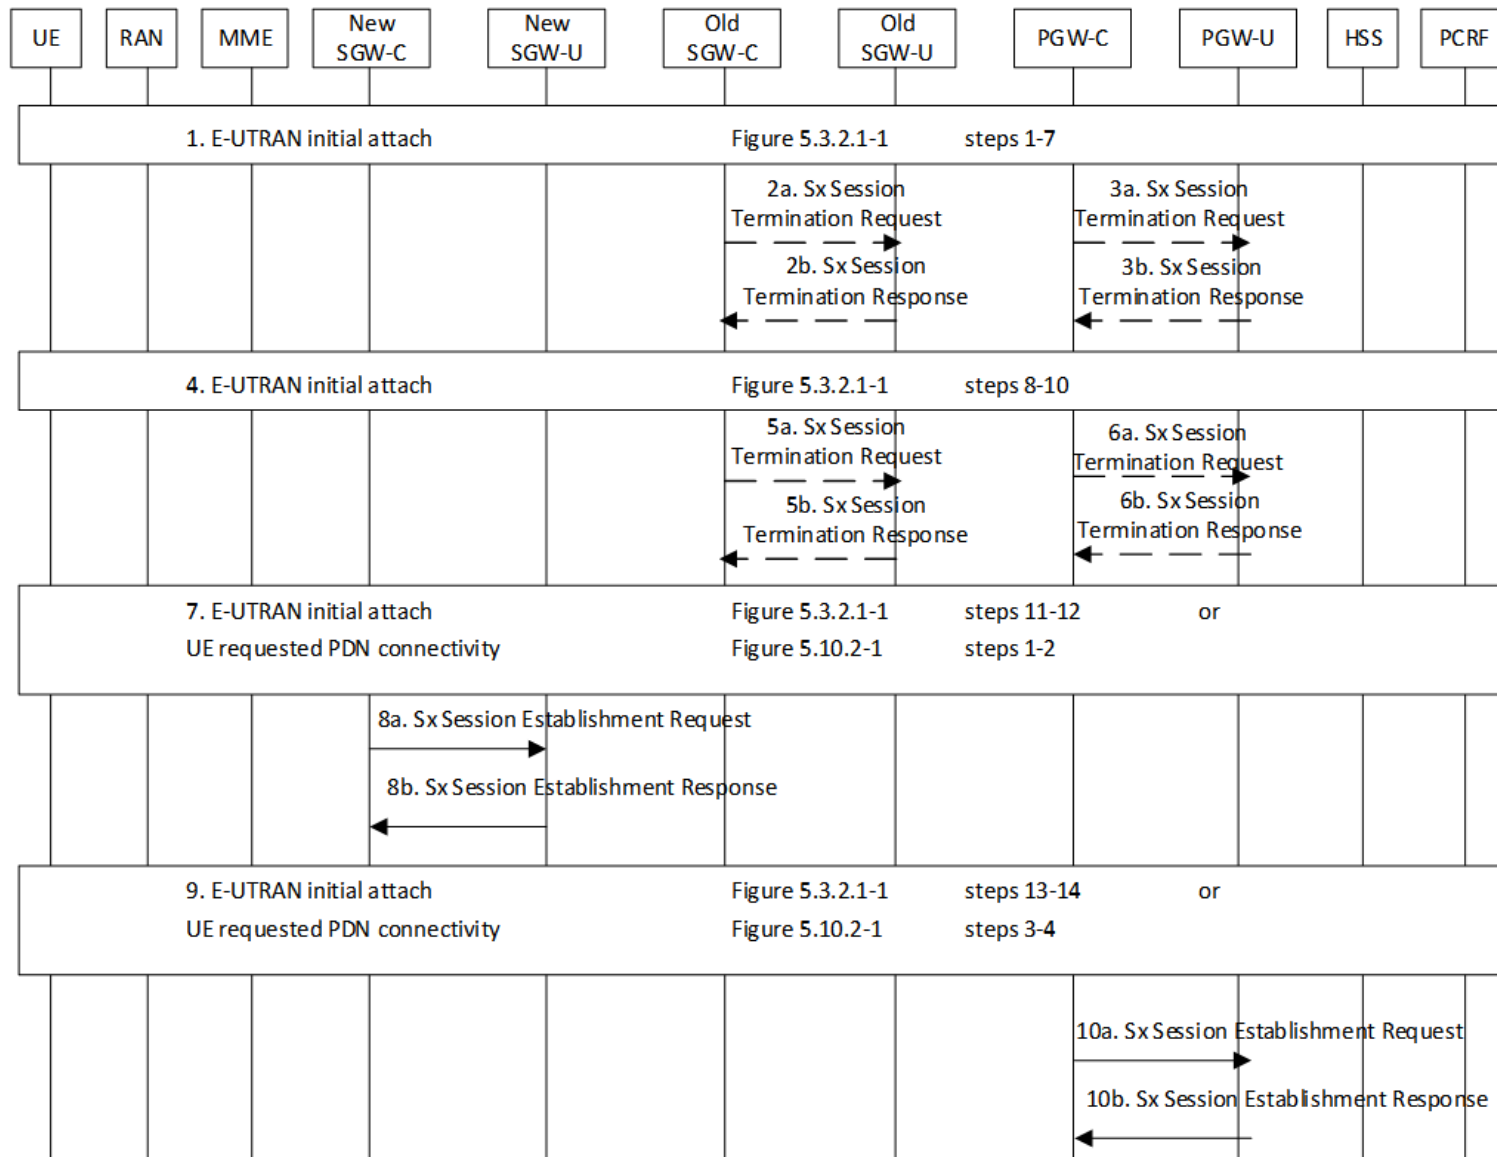 UE
RAN
MME
New
SGW-C
New
SGW-U
Old
SGW-C
Old
SGW-U
PGW-C
PGW-U
HSS
PCRF
1. E-UTRAN initial attach Figure 5.3.2.1-1 steps 1-7
2a. Sx Session
Termination Request
3a. Sx Session
Termination Request
2b. Sx Session
Termination Response
3b. Sx Session
Termination Response
4. E-UTRAN initial attach Figure 5.3.2.1-1 steps 8-10
5a. Sx Session
Termination Request
6a. Sx Session
Termination Request
5b. Sx Session
Termination Response
6b. Sx Session
Termination Response
7. E-UTRAN initial attach Figure 5.3.2.1-1 steps 11-12 or
UE requested PDN connectivity Figure 5.10.2-1 steps 1-2
8a. Sx Session Establishment Request
8b. Sx Session Establishment Response
9. E-UTRAN initial attach Figure 5.3.2.1-1 steps 13-14 or
UE requested PDN connectivity Figure 5.10.2-1 steps 3-4
10a. Sx Session Establishment Request
10b. Sx Session Establishment Response